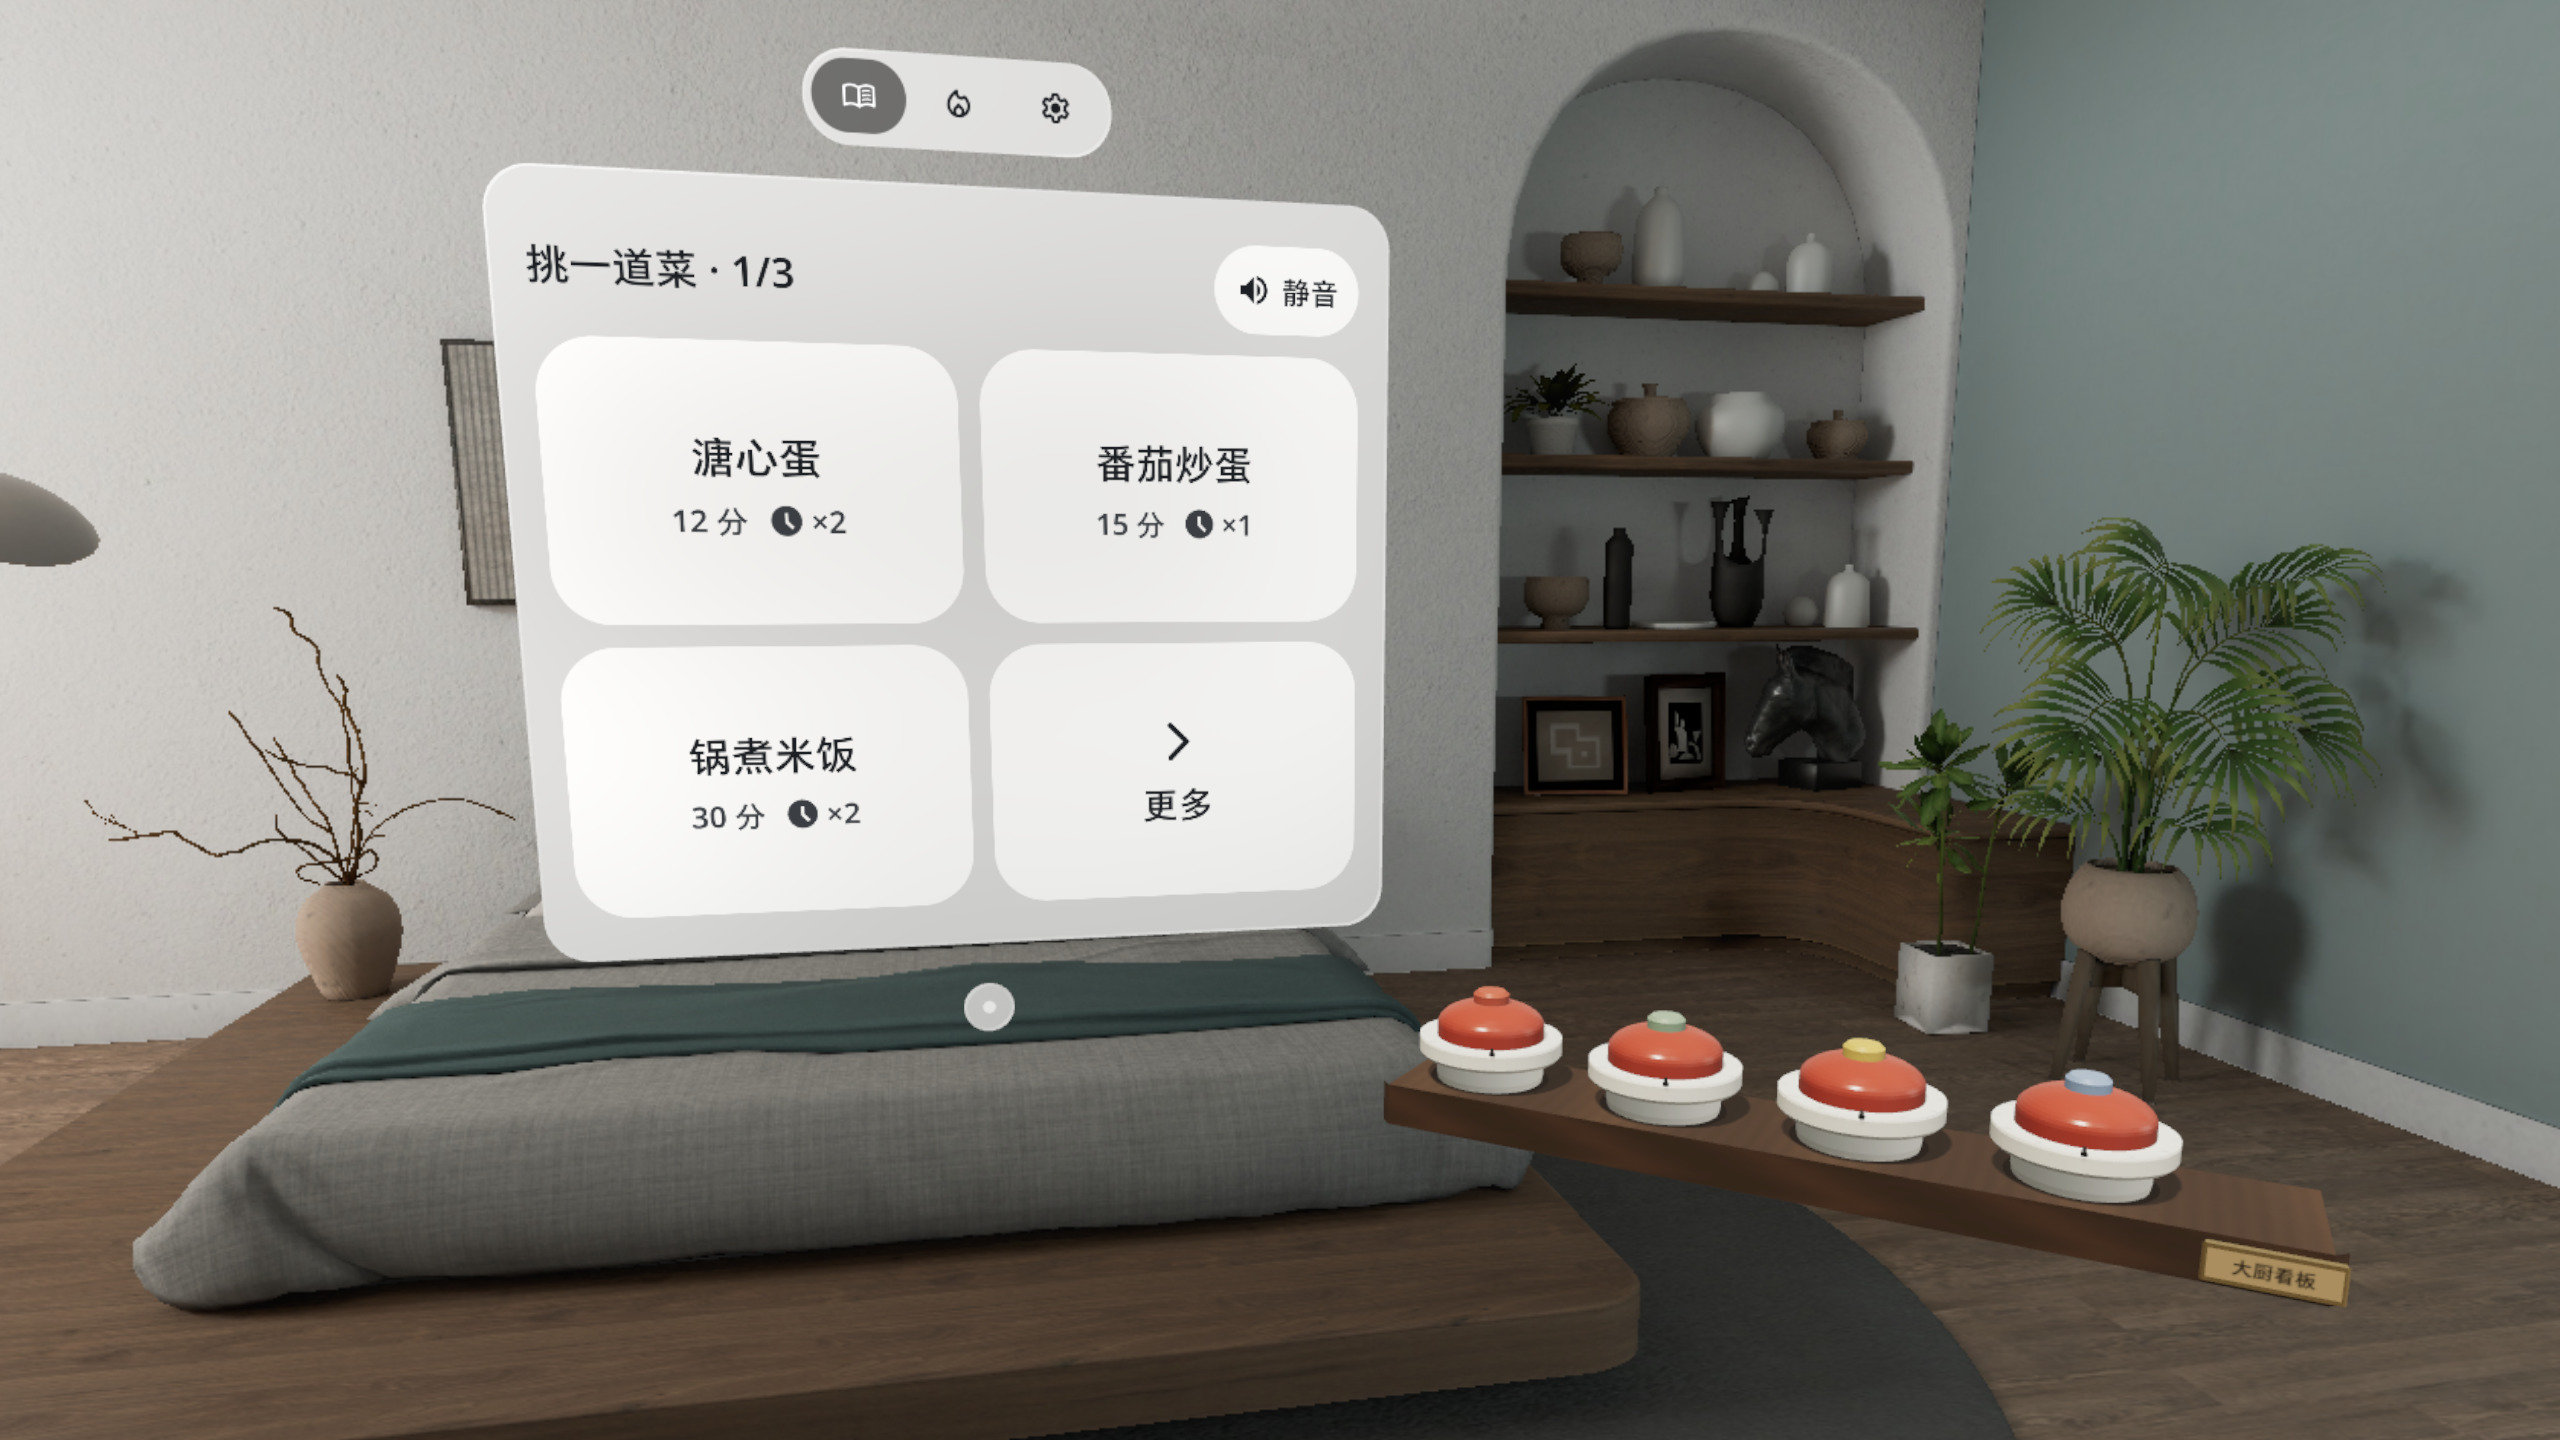 挑一道菜 · 1/3
静音
溏心蛋
12 分 ×2
番茄炒蛋
15 分 ×1
锅煮米饭
30 分 ×2
更多
大厨看板